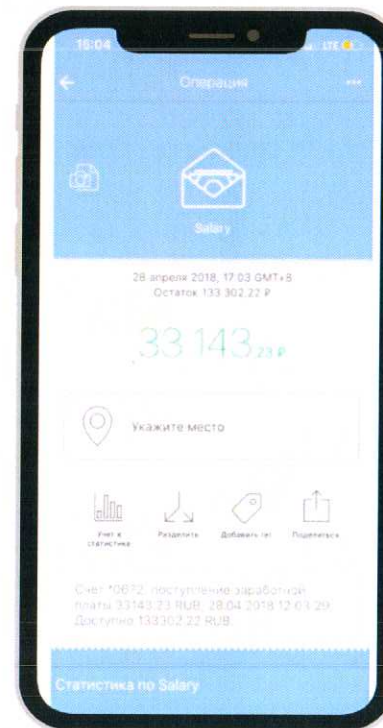 15:04
LTE
Операция
Salary
28 апреля 2018, 17:03 GMT+8
Остаток 133 302,22 ₽
33 143,23 ₽
Укажите место
Учет в статистике
Разделить
Добавить тег
Поделиться
Счет *0672, поступление заработной
платы 33143.23 RUB; 28.04.2018 12:03:29;
Доступно 133302.22 RUB
Статистика по Salary